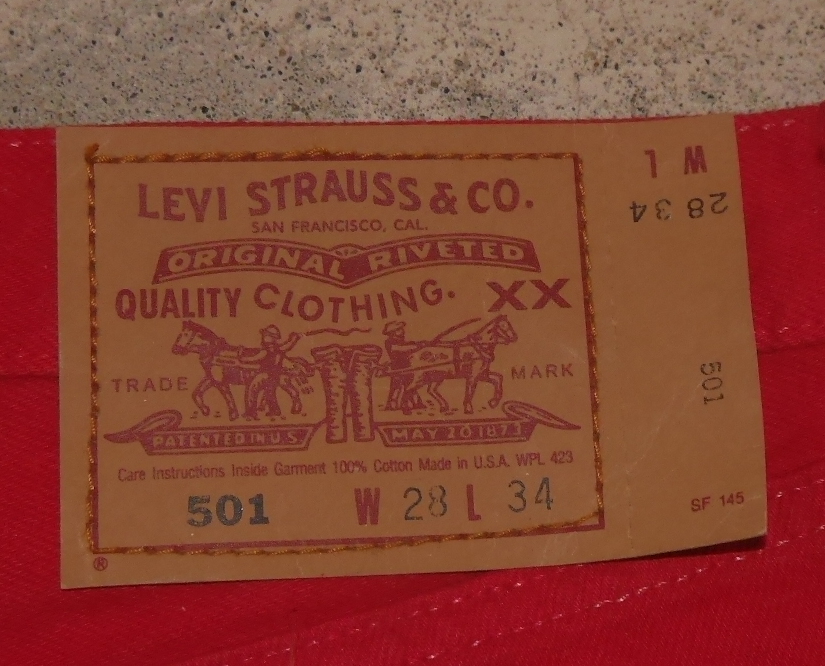 LEVI STRAUSS & CO.
SAN FRANCISCO, CAL.
ORIGINAL RIVETED
QUALITY CLOTHING. XX
TRADE MARK
PATENTED IN U.S. MAY 20 1873
Care Instructions Inside Garment 100% Cotton Made in U.S.A. WPL 423
501 W 28 L 34
®
W L
28 34
501
SF 145